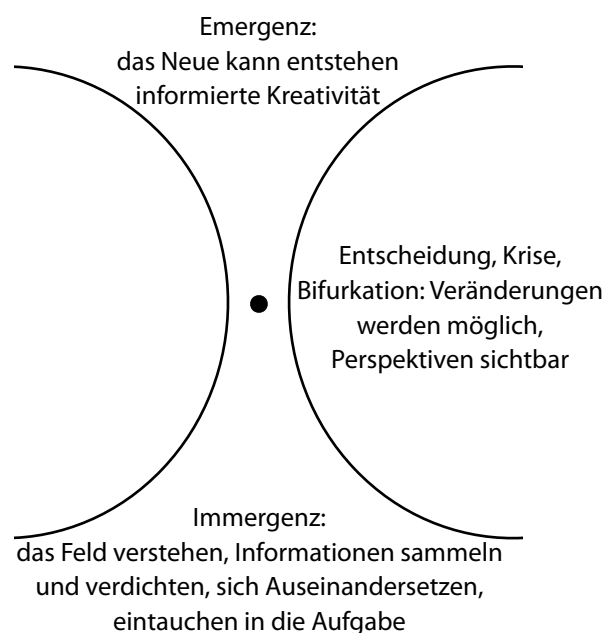 Emergenz:
das Neue kann entstehen
informierte Kreativität
Entscheidung, Krise,
Bifurkation: Veränderungen
werden möglich,
Perspektiven sichtbar
Immergenz:
das Feld verstehen, Informationen sammeln
und verdichten, sich Auseinandersetzen,
eintauchen in die Aufgabe